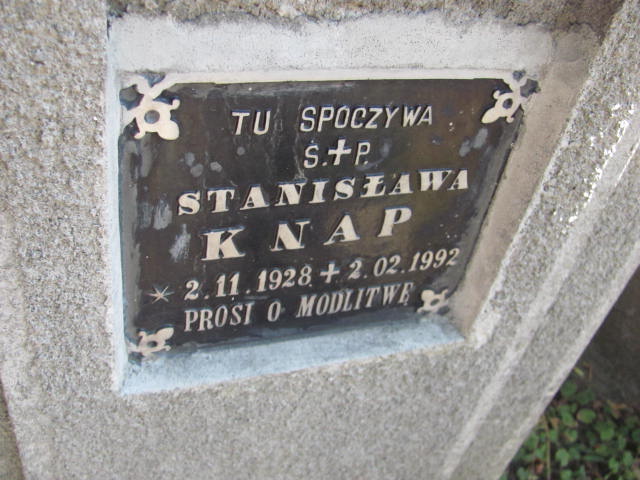 TU SPOCZYWA
Ś.+P.
STANISŁAWA
KNAP
* 2.11.1928 + 2.02.1992
PROSI O MODLITWĘ